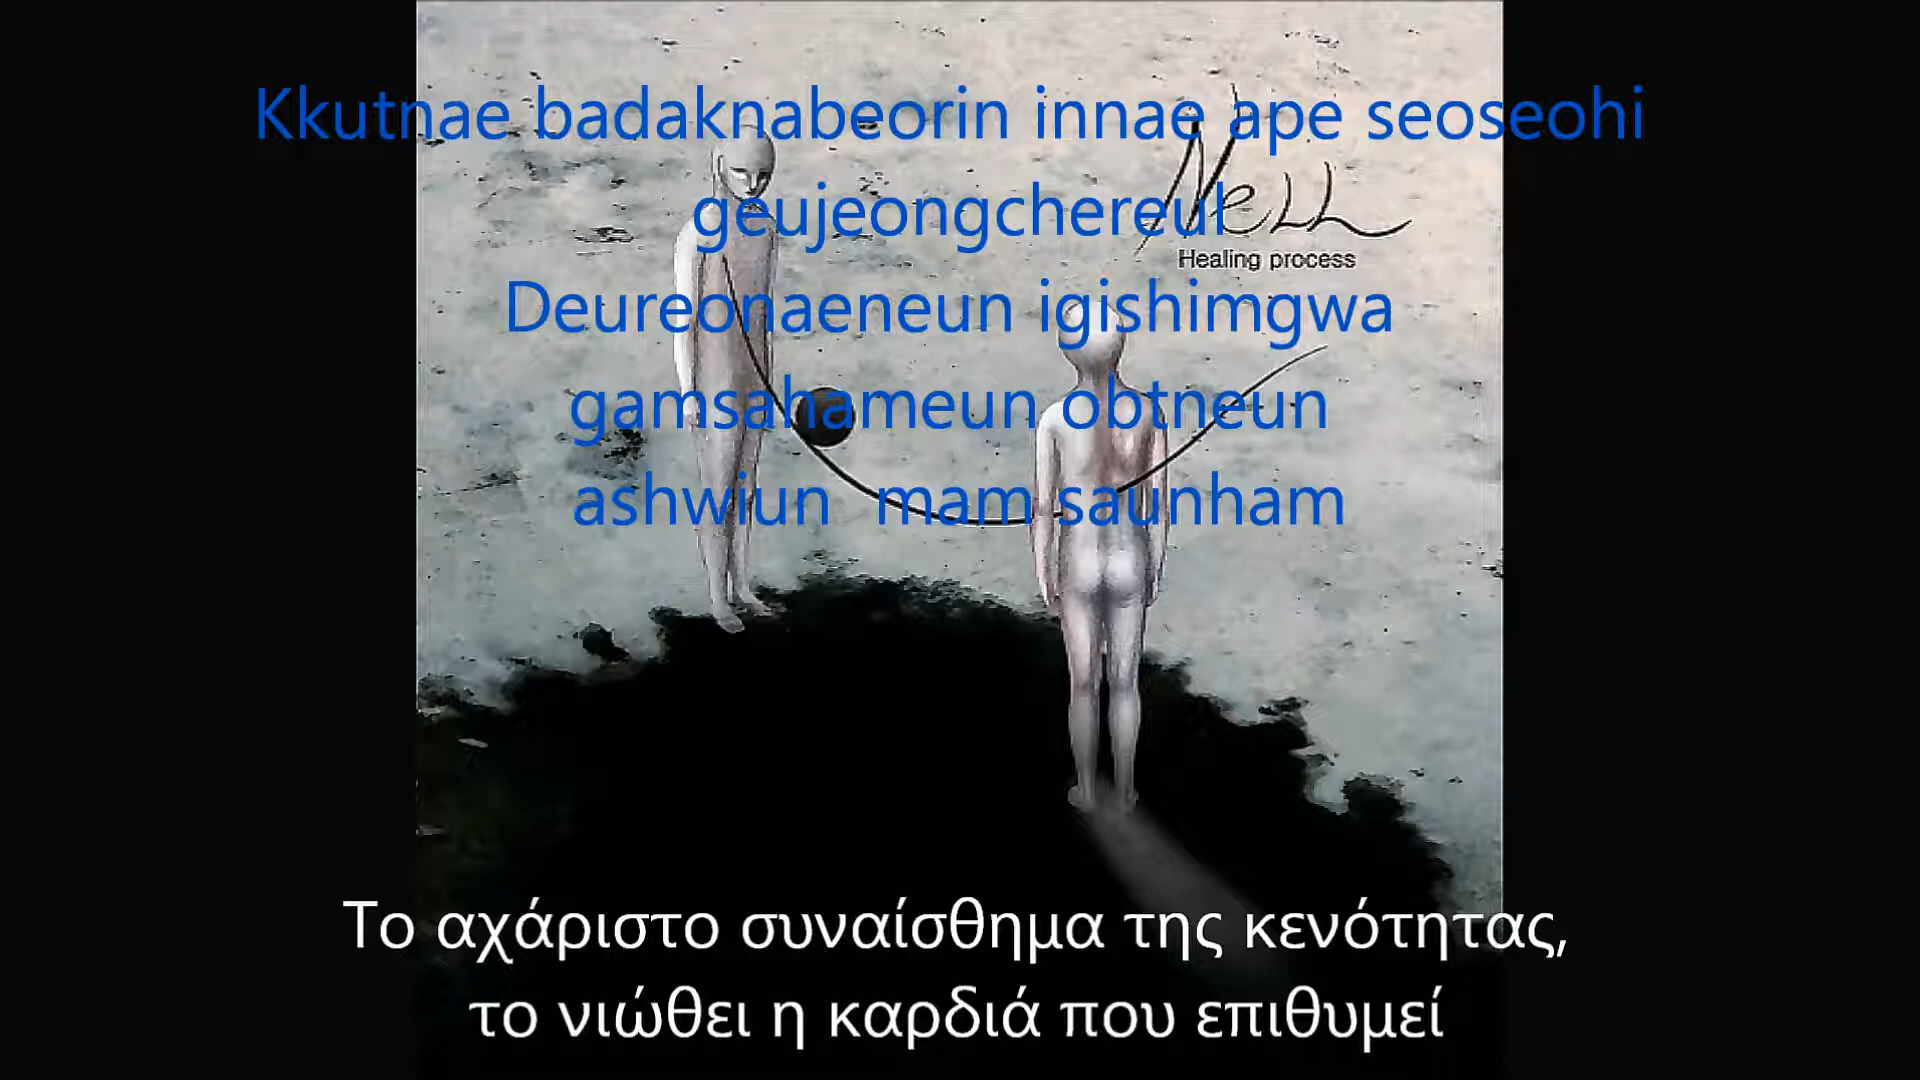 Kkutnae badaknabeorin innae ape seoseohi
geujeongchereul
Nell
Healing process
Deureonaeneun igishimgwa
gamsahameun obtneun
ashwiun mam saunham
Το αχάριστο συναίσθημα της κενότητας,
το νιώθει η καρδιά που επιθυμεί